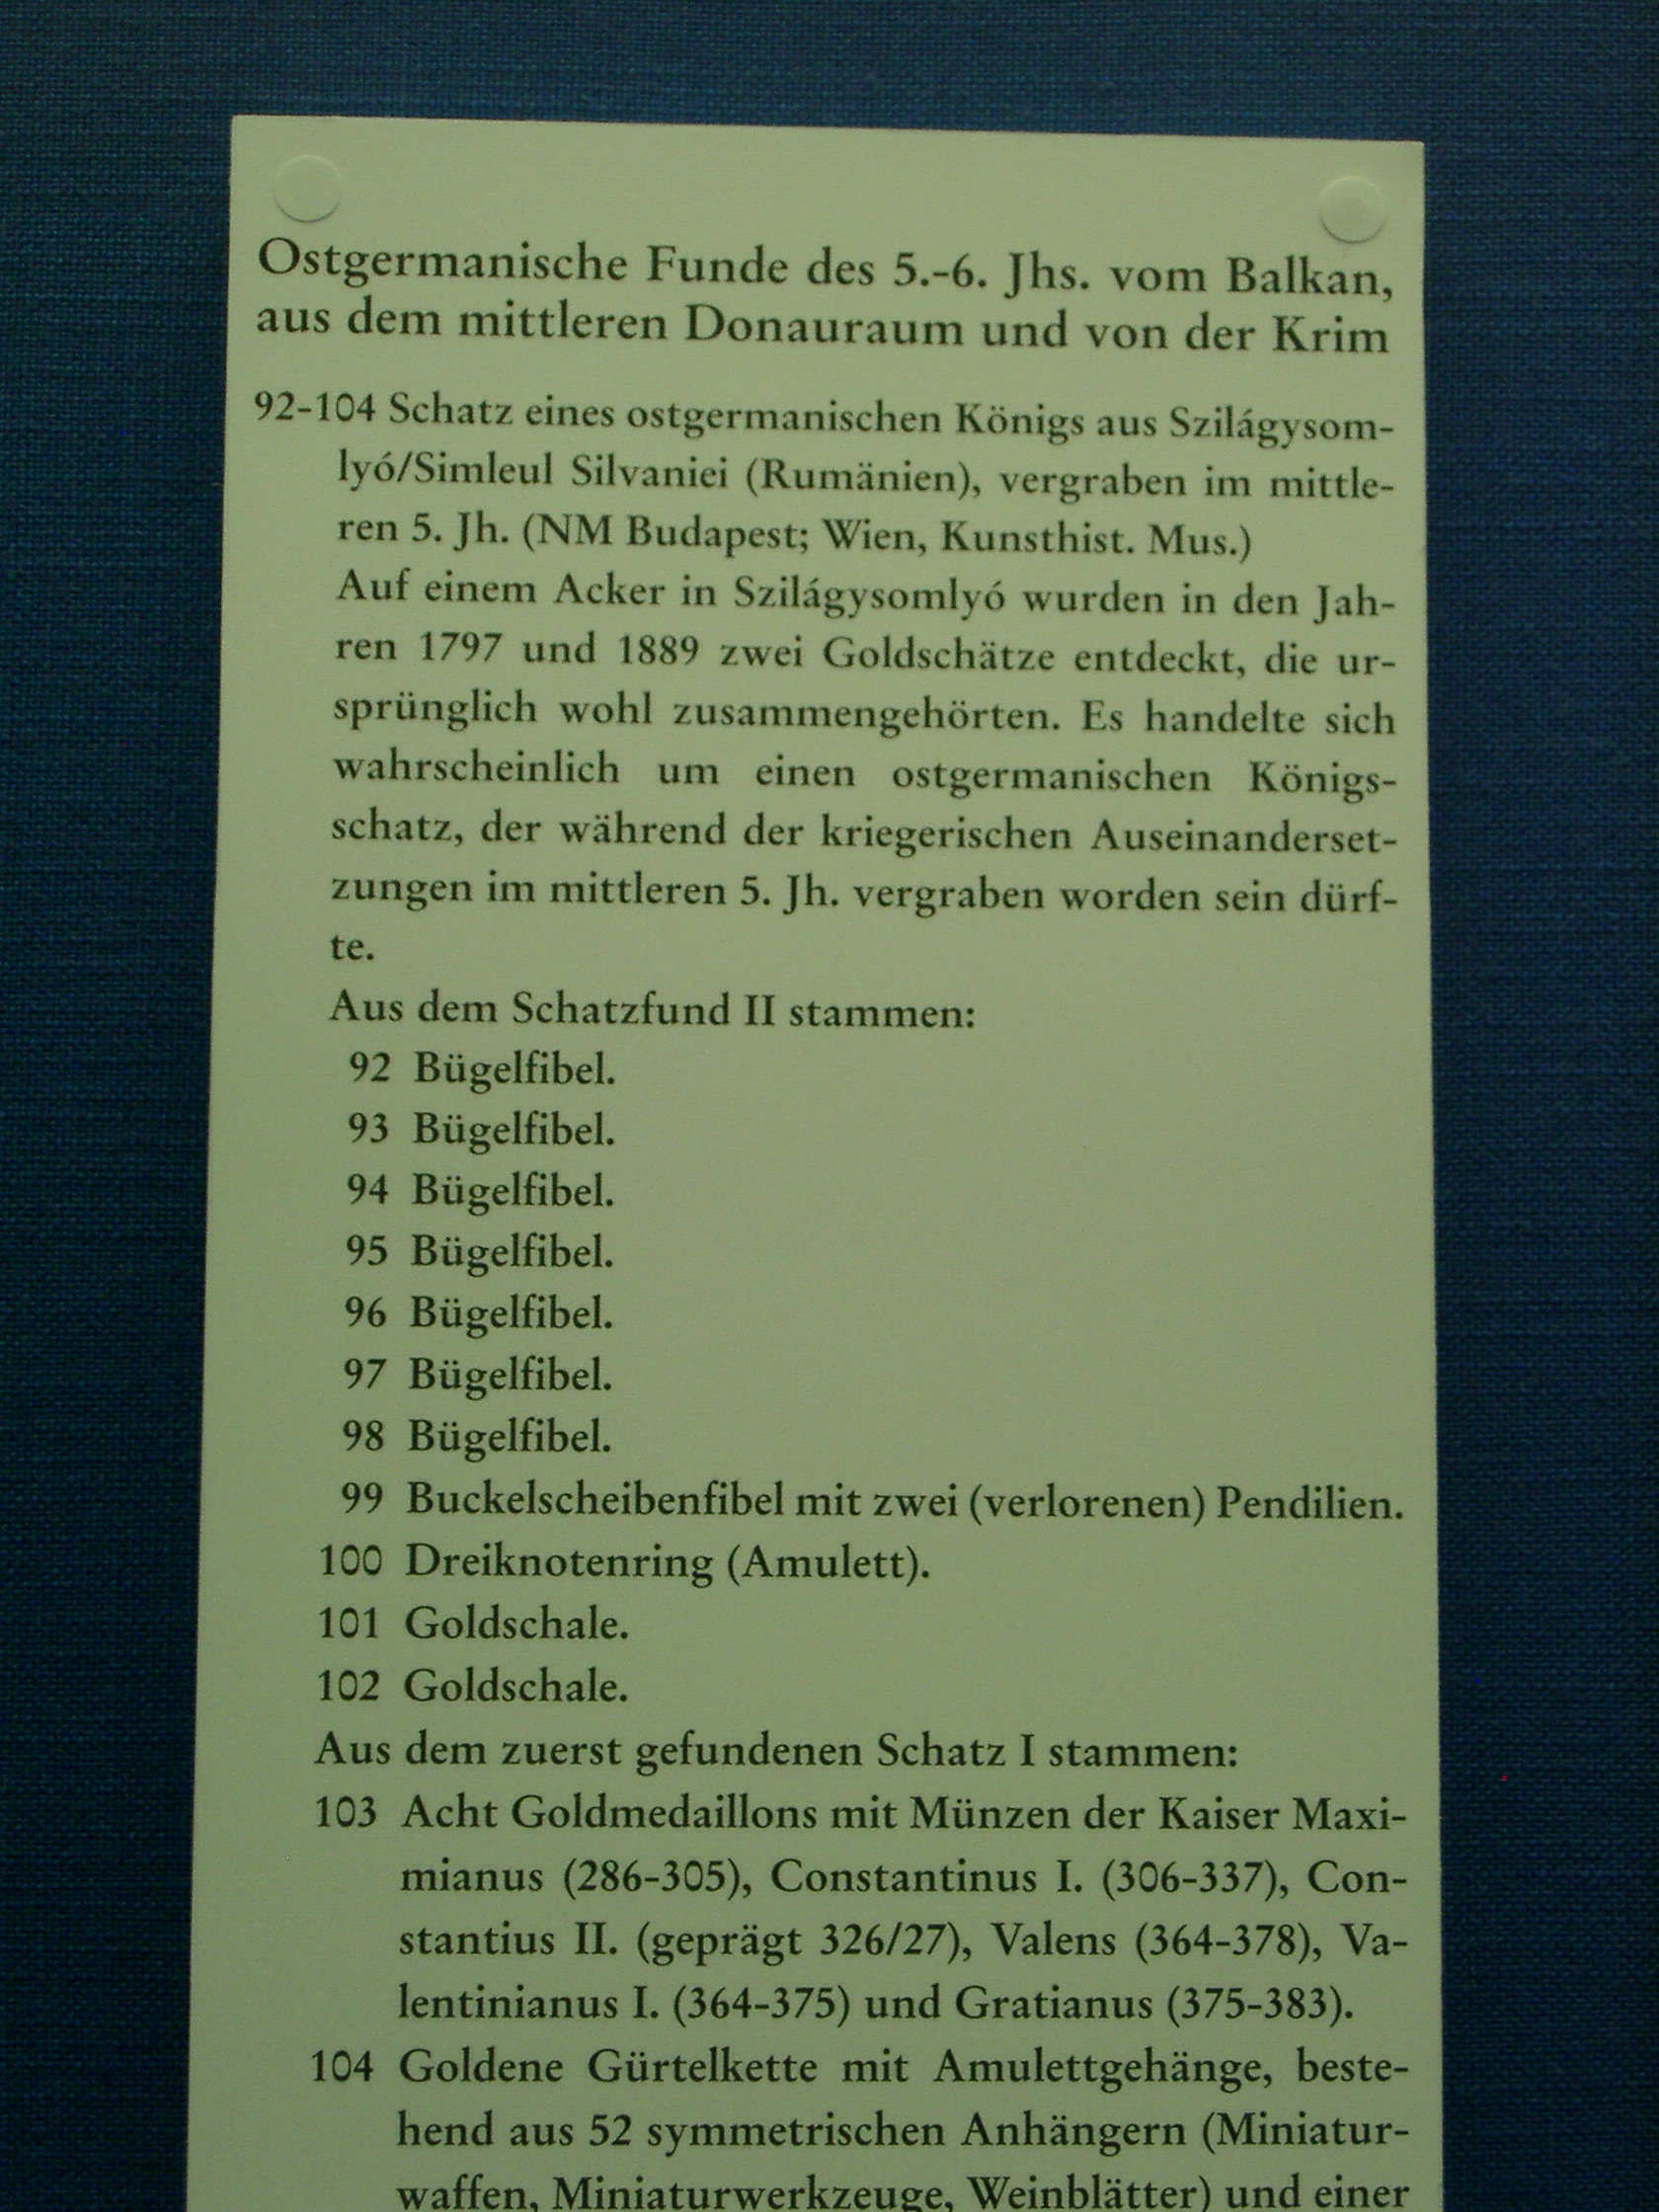 Ostgermanische Funde des 5.-6. Jhs. vom Balkan,
aus dem mittleren Donauraum und von der Krim
92-104 Schatz eines ostgermanischen Königs aus Szilágysom-
lyó/Simleul Silvaniei (Rumänien), vergraben im mittle-
ren 5. Jh. (NM Budapest; Wien, Kunsthist. Mus.)
Auf einem Acker in Szilágysomlyó wurden in den Jah-
ren 1797 und 1889 zwei Goldschätze entdeckt, die ur-
sprünglich wohl zusammengehörten. Es handelte sich
wahrscheinlich um einen ostgermanischen Königs-
schatz, der während der kriegerischen Auseinanderset-
zungen im mittleren 5. Jh. vergraben worden sein dürf-
te.
Aus dem Schatzfund II stammen:
92 Bügelfibel.
93 Bügelfibel.
94 Bügelfibel.
95 Bügelfibel.
96 Bügelfibel.
97 Bügelfibel.
98 Bügelfibel.
99 Buckelscheibenfibel mit zwei (verlorenen) Pendilien.
100 Dreiknotenring (Amulett).
101 Goldschale.
102 Goldschale.
Aus dem zuerst gefundenen Schatz I stammen:
103 Acht Goldmedaillons mit Münzen der Kaiser Maxi-
mianus (286-305), Constantinus I. (306-337), Con-
stantius II. (geprägt 326/27), Valens (364-378), Va-
lentinianus I. (364-375) und Gratianus (375-383).
104 Goldene Gürtelkette mit Amulettgehänge, beste-
hend aus 52 symmetrischen Anhängern (Miniatur-
waffen, Miniaturwerkzeuge, Weinblätter) und einer